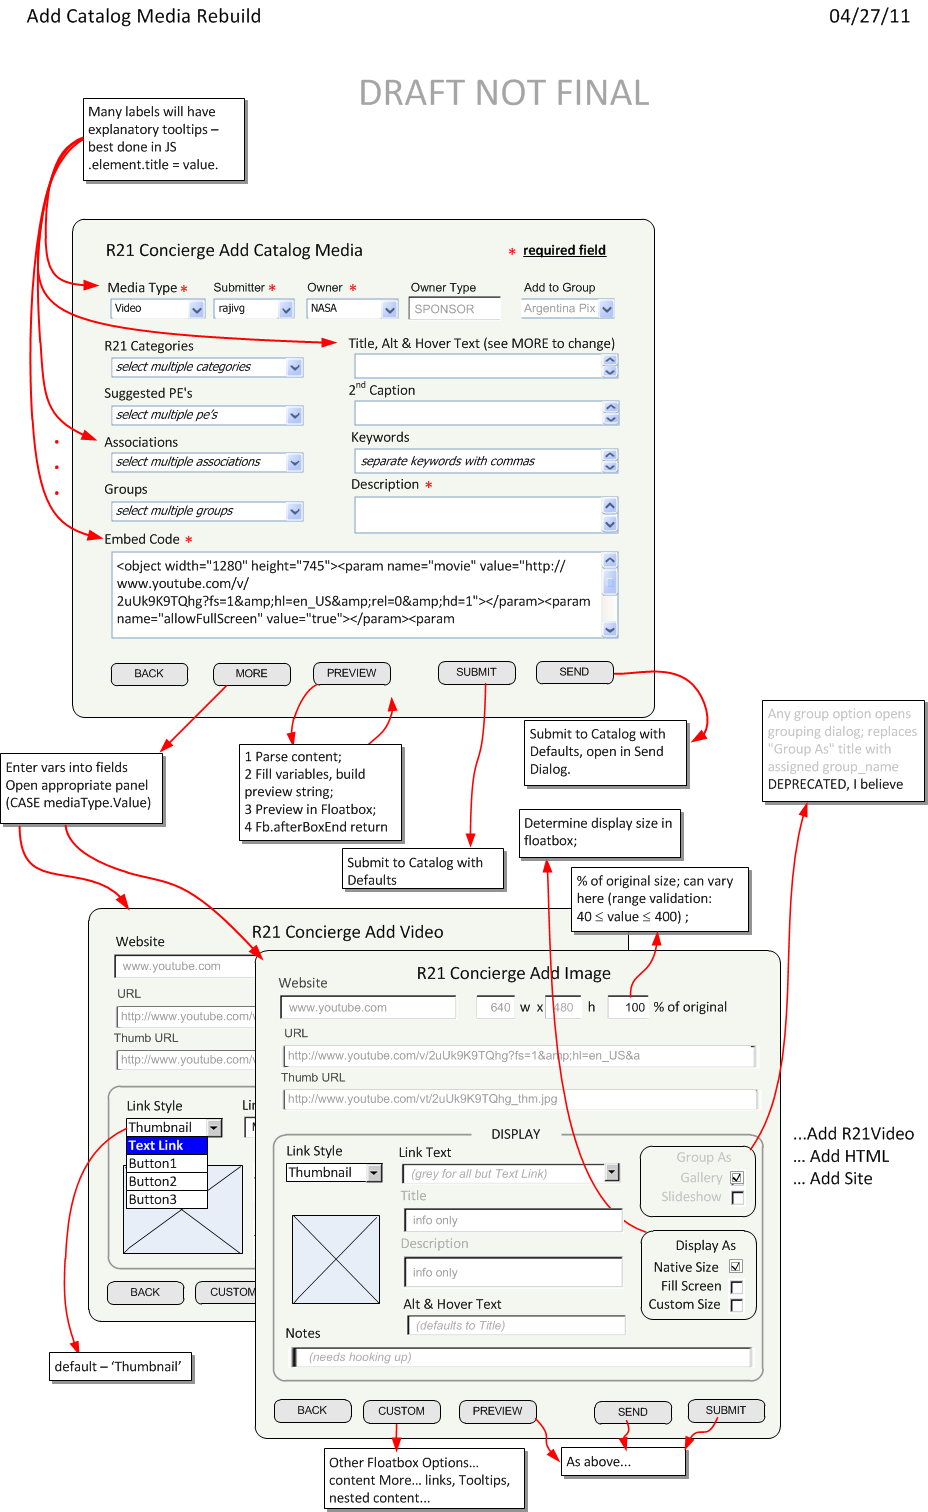 Add Catalog Media Rebuild
04/27/11
DRAFT NOT FINAL
Many labels will have
explanatory tooltips –
best done in JS
.element.title = value.
R21 Concierge Add Catalog Media
* required field
Media Type *
Submitter *
Owner *
Owner Type
Add to Group
Video
rajivg
NASA
SPONSOR
Argentina Pix
R21 Categories
select multiple categories
Title, Alt & Hover Text (see MORE to change)
Suggested PE's
select multiple pe's
2nd Caption
Associations
select multiple associations
Keywords
separate keywords with commas
Groups
select multiple groups
Description *
Embed Code *
<object width="1280" height="745"><param name="movie" value="http://
www.youtube.com/v/
2uUk9K9TQhg?fs=1&amp;hl=en_US&amp;rel=0&amp;hd=1"></param><param
name="allowFullScreen" value="true"></param><param
BACK
MORE
PREVIEW
SUBMIT
SEND
Enter vars into fields
Open appropriate panel
(CASE mediaType.Value)
1 Parse content;
2 Fill variables, build
preview string;
3 Preview in Floatbox;
4 Fb.afterBoxEnd return
Submit to Catalog with
Defaults
Submit to Catalog with
Defaults, open in Send
Dialog.
Any group option opens
grouping dialog; replaces
"Group As" title with
assigned group_name
DEPRECATED, I believe
Determine display size in
floatbox;
% of original size; can vary
here (range validation:
40 ≤ value ≤ 400) ;
R21 Concierge Add Video
Website
www.youtube.com
URL
http://www.youtube.com/v
Thumb URL
http://www.youtube.com/v
Link Style
Thumbnail
Text Link
Button1
Button2
Button3
BACK
CUSTOM
default – ‘Thumbnail’
R21 Concierge Add Image
Website
www.youtube.com
640 w x 480 h
100 % of original
URL
http://www.youtube.com/v/2uUk9K9TQhg?fs=1&amp;hl=en_US&a
Thumb URL
http://www.youtube.com/vt/2uUk9K9TQhg_thm.jpg
DISPLAY
Link Style
Thumbnail
Link Text
(grey for all but Text Link)
Title
info only
Description
info only
Alt & Hover Text
(defaults to Title)
Group As
Gallery
Slideshow
Display As
Native Size
Fill Screen
Custom Size
Notes
(needs hooking up)
BACK
CUSTOM
PREVIEW
SEND
SUBMIT
...Add R21Video
... Add HTML
... Add Site
Other Floatbox Options...
content More... links, Tooltips,
nested content...
As above...